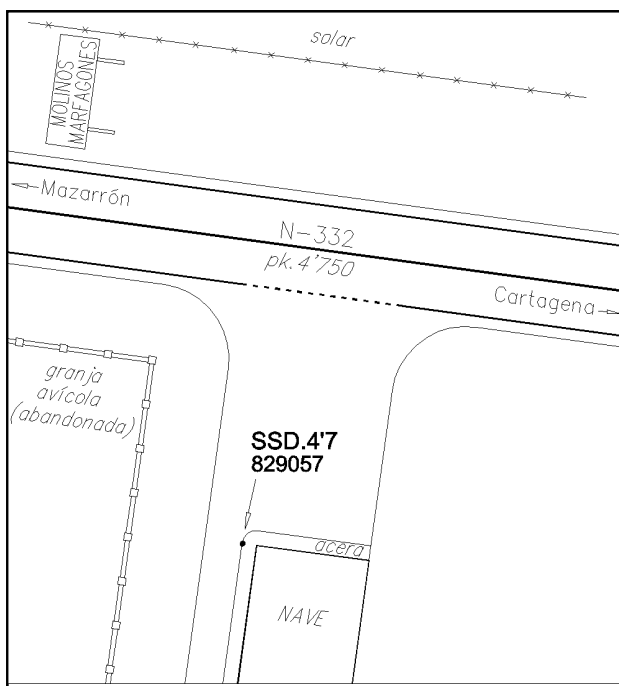 solar
MOLINOS
MARFAGONES
Mazarrón
N-332
pk.4'750
Cartagena
granja
avícola
(abandonada)
SSD.4'7
829057
acera
NAVE